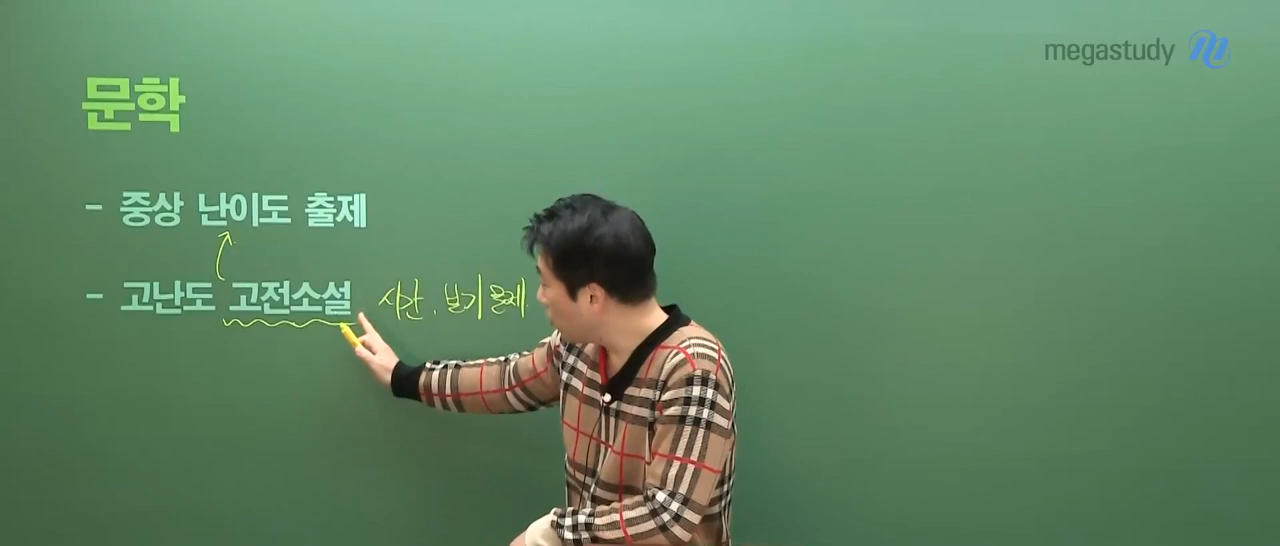 megastudy
문학
- 중상 난이도 출제
- 고난도 고전소설 시간, 보기 문제